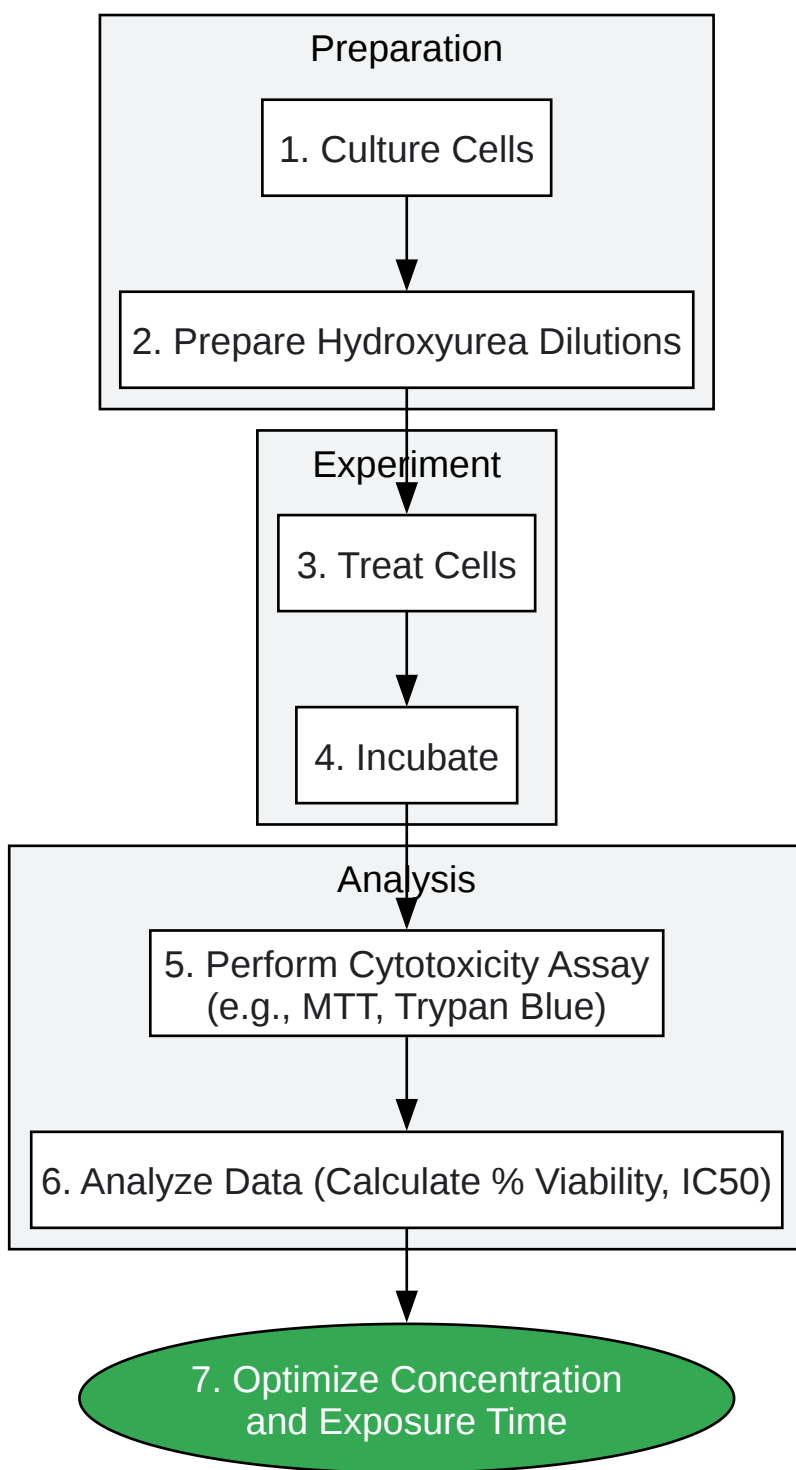 Preparation
1. Culture Cells
2. Prepare Hydroxyurea Dilutions
Experiment
3. Treat Cells
4. Incubate
Analysis
5. Perform Cytotoxicity Assay
(e.g., MTT, Trypan Blue)
6. Analyze Data (Calculate % Viability, IC50)
7. Optimize Concentration
and Exposure Time